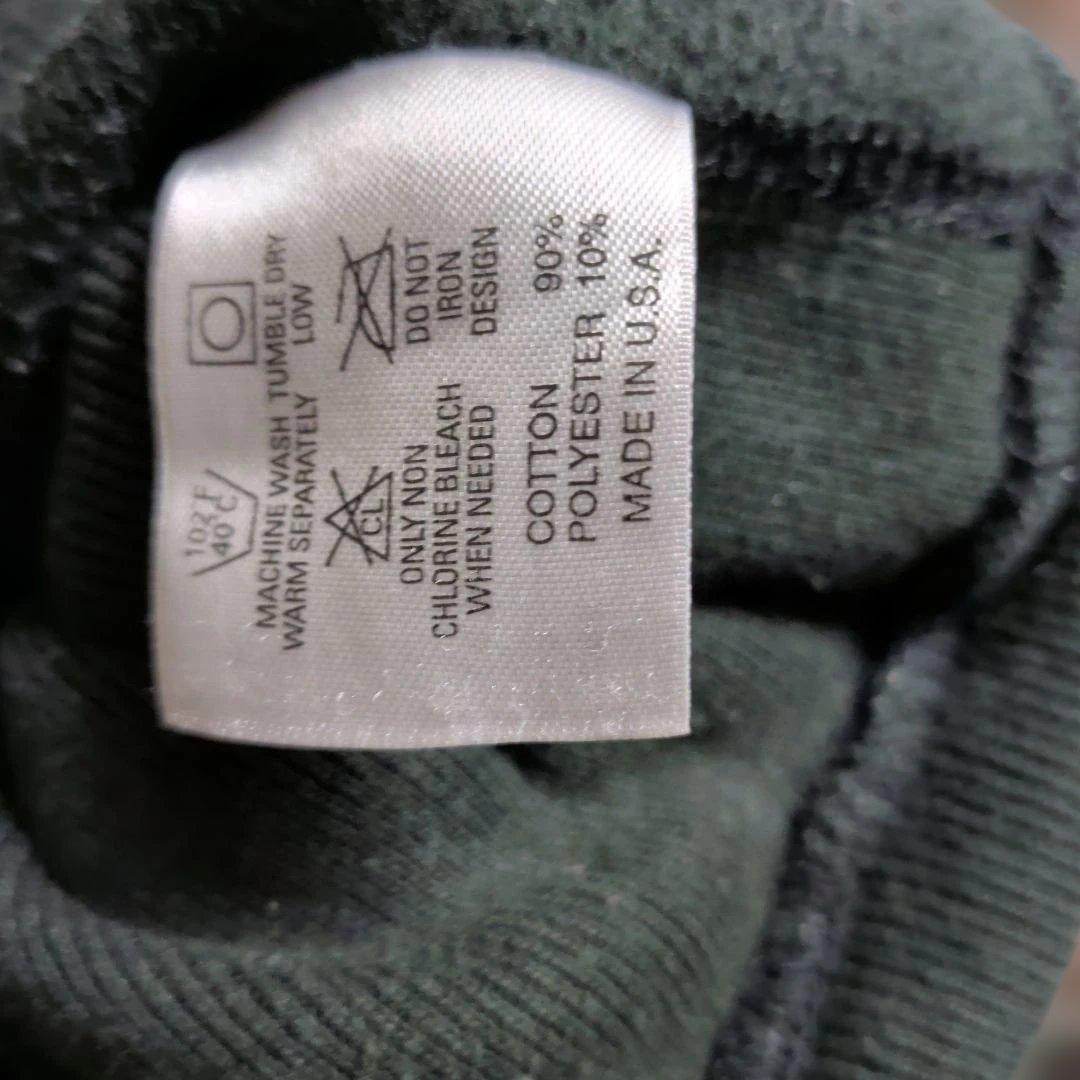 102°F
40°C
MACHINE WASH
WARM SEPARATELY
TUMBLE DRY
LOW
CL
ONLY NON
CHLORINE BLEACH
WHEN NEEDED
DO NOT
IRON
DESIGN
COTTON 90%
POLYESTER 10%
MADE IN U.S.A.